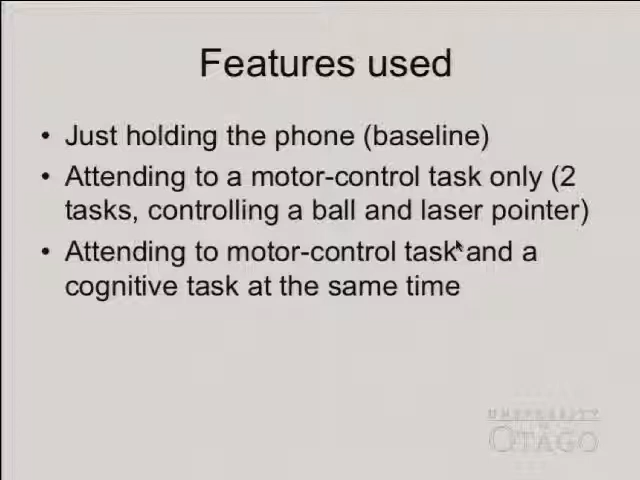 Features used
• Just holding the phone (baseline)
• Attending to a motor-control task only (2
tasks, controlling a ball and laser pointer)
• Attending to motor-control task and a
cognitive task at the same time
UNIVERSITY
OTAGO